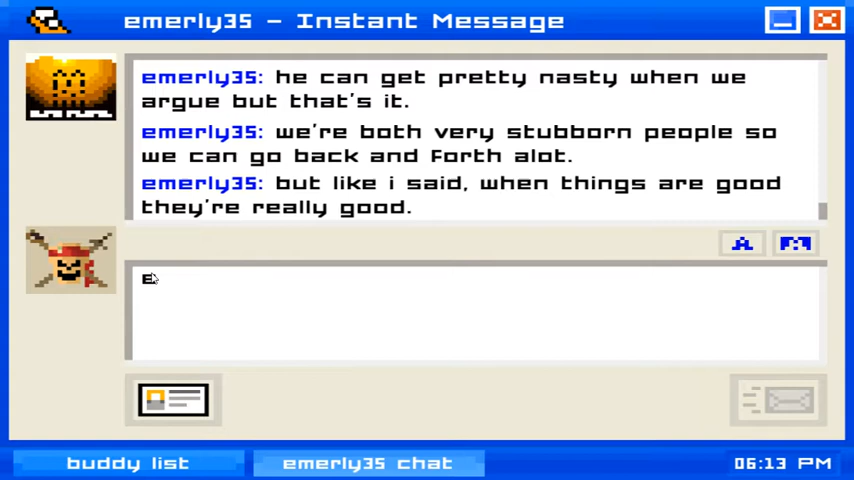 emerly35 - Instant Message
emerly35: he can get pretty nasty when we
argue but that's it.
emerly35: we're both very stubborn people so
we can go back and Forth alot.
emerly35: but like i said, when things are good
they're really good.
A
E
buddy list
emerly35 chat
06:13 PM